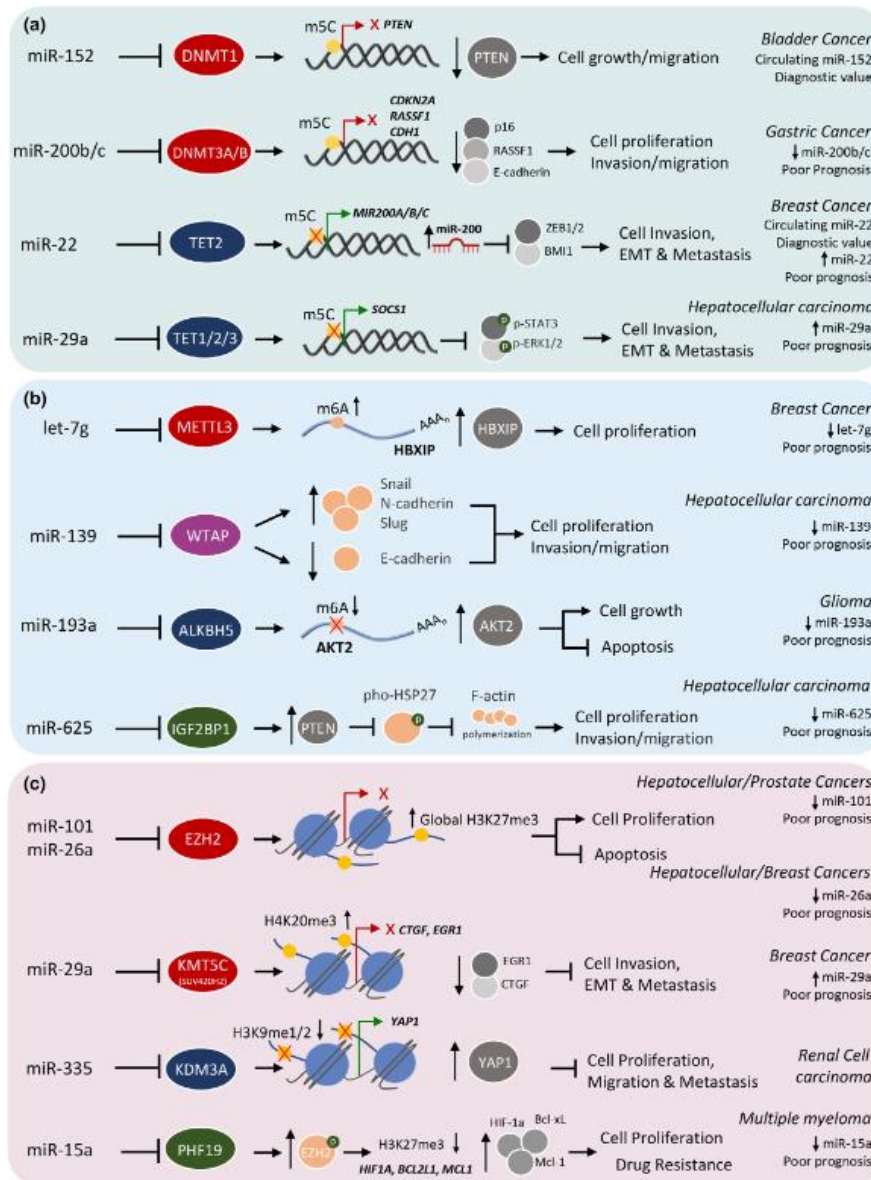 (a)
miR-152
DNMT1
m5C
X PTEN
PTEN
Cell growth/migration
Bladder Cancer
Circulating miR-152
Diagnostic value
miR-200b/c
DNMT3A/B
m5C
CDKN2A
RASSF1
CDH1
X
p16
RASSF1
E-cadherin
Cell proliferation
Invasion/migration
Gastric Cancer
↓ miR-200b/c
Poor Prognosis
miR-22
TET2
m5C
MIR200A/B/C
↑ miR-200
ZEB1/2
BMI1
Cell Invasion,
EMT & Metastasis
Breast Cancer
Circulating miR-22
Diagnostic value
↑ miR-22
Poor prognosis
miR-29a
TET1/2/3
m5C
SOCS1
p-STAT3
p-ERK1/2
P
P
Cell Invasion,
EMT & Metastasis
Hepatocellular carcinoma
↑ miR-29a
Poor prognosis
(b)
let-7g
METTL3
m6A ↑
AAAn
HBXIP
HBXIP
Cell proliferation
Breast Cancer
↓ let-7g
Poor prognosis
miR-139
WTAP
Snail
N-cadherin
Slug
E-cadherin
Cell proliferation
Invasion/migration
Hepatocellular carcinoma
↓ miR-139
Poor prognosis
miR-193a
ALKBH5
m6A ↓
AAAn
AKT2
AKT2
Cell growth
Apoptosis
Glioma
↓ miR-193a
Poor prognosis
miR-625
IGF2BP1
PTEN
pho-HSP27
P
F-actin
polymerization
Cell proliferation
Invasion/migration
Hepatocellular carcinoma
↓ miR-625
Poor prognosis
(c)
miR-101
miR-26a
EZH2
X
↑ Global H3K27me3
Cell Proliferation
Apoptosis
Hepatocellular/Prostate Cancers
↓ miR-101
Poor prognosis
Hepatocellular/Breast Cancers
↓ miR-26a
Poor prognosis
miR-29a
KMT5C
(SUV420H2)
H4K20me3 ↑
X CTGF, EGR1
EGR1
CTGF
Cell Invasion,
EMT & Metastasis
Breast Cancer
↑ miR-29a
Poor prognosis
miR-335
KDM3A
H3K9me1/2 ↓
YAP1
YAP1
Cell Proliferation,
Migration & Metastasis
Renal Cell
carcinoma
miR-15a
PHF19
EZH2
P
H3K27me3 ↓
HIF1A, BCL2L1, MCL1
HIF-1a
Bcl-xL
Mcl-1
Cell Proliferation
Drug Resistance
Multiple myeloma
↓ miR-15a
Poor prognosis